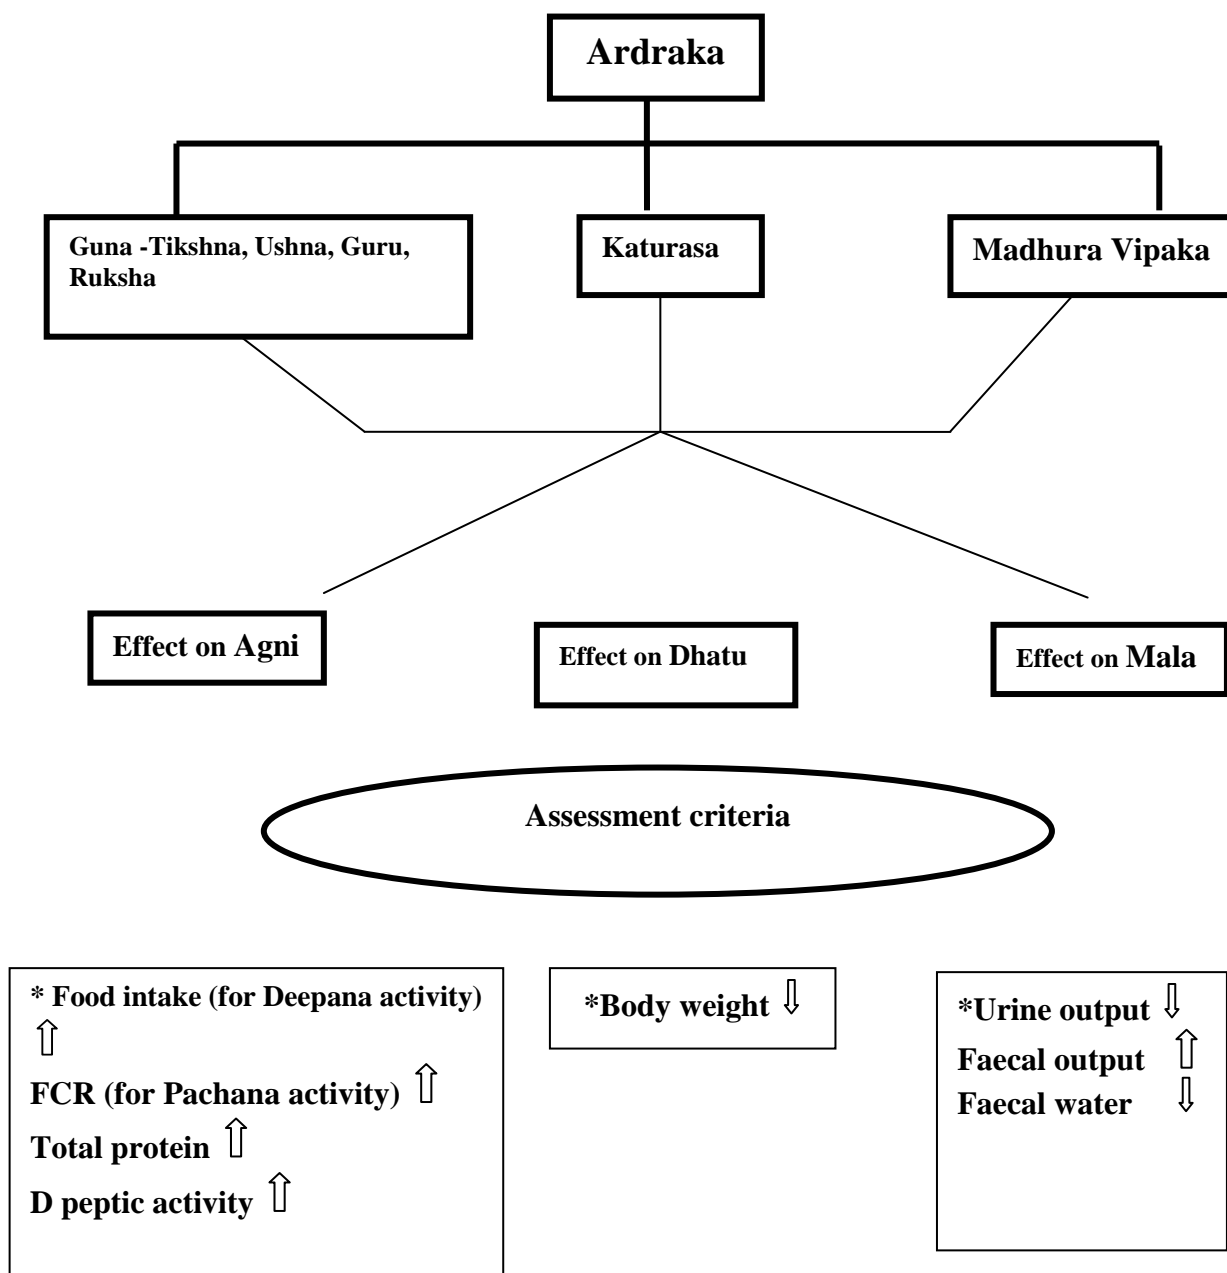 Ardraka
Guna -Tikshna, Ushna, Guru,
Ruksha
Katurasa
Madhura Vipaka
Effect on Agni
Effect on Dhatu
Effect on Mala
Assessment criteria
* Food intake (for Deepana activity)
⇧
FCR (for Pachana activity) ⇧
Total protein ⇧
D peptic activity ⇧
*Body weight ⇩
*Urine output ⇩
Faecal output ⇧
Faecal water ⇩